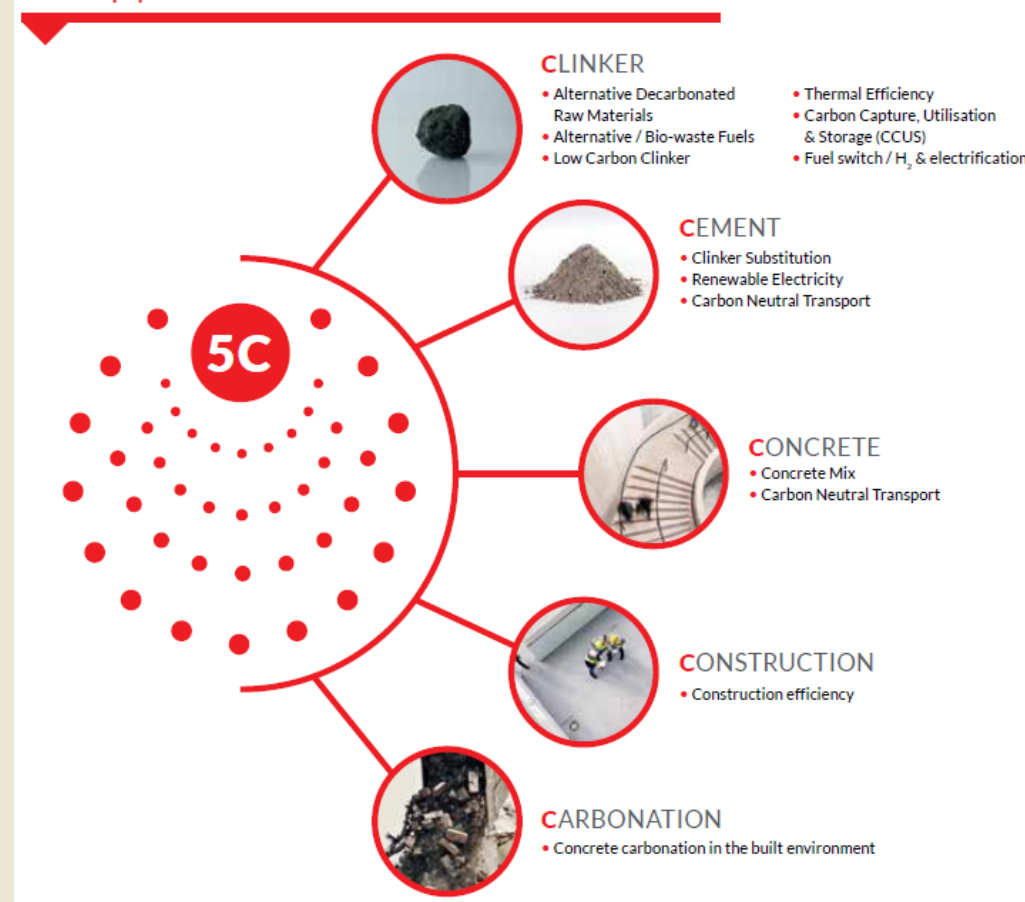 CLINKER
• Alternative Decarbonated
Raw Materials
• Alternative / Bio-waste Fuels
• Low Carbon Clinker
• Thermal Efficiency
• Carbon Capture, Utilisation
& Storage (CCUS)
• Fuel switch / H₂ & electrification
CEMENT
• Clinker Substitution
• Renewable Electricity
• Carbon Neutral Transport
5C
CONCRETE
• Concrete Mix
• Carbon Neutral Transport
CONSTRUCTION
• Construction efficiency
CARBONATION
• Concrete carbonation in the built environment